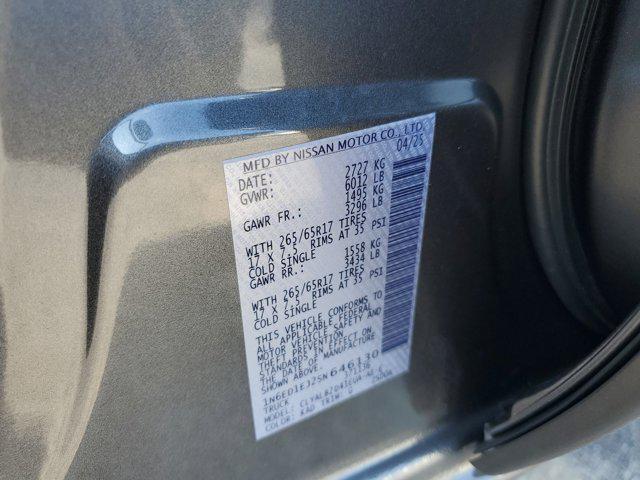 MFD BY NISSAN MOTOR CO., LTD.
DATE: 04/25
GVWR: 2727 KG
6012 LB
GAWR FR.: 1495 KG
3296 LB
WITH 265/65R17 TIRES
17 X 7.5 RIMS AT 35 PSI
COLD SINGLE
GAWR RR.: 1558 KG
3434 LB
WITH 265/65R17 TIRES
17 X 7.5 RIMS AT 35 PSI
COLD SINGLE
THIS VEHICLE CONFORMS TO
ALL APPLICABLE FEDERAL
MOTOR VEHICLE SAFETY AND
THEFT PREVENTION STANDARDS
IN EFFECT ON
THE DATE OF MANUFACTURE
SHOWN ABOVE.
1N6ED1EJ2SN646130
TRUCK
MODEL:
COLOR: KAD TRIM: G